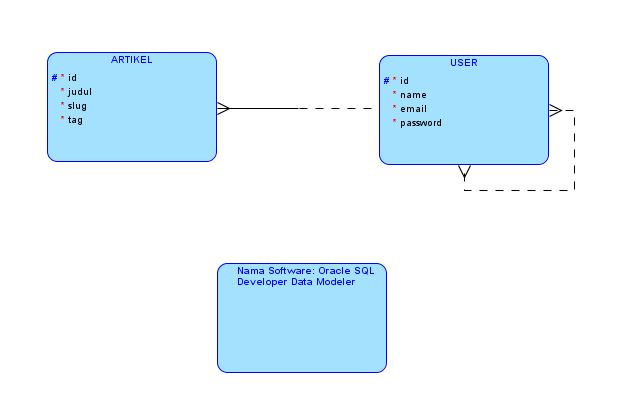 ARTIKEL
# * id
* judul
* slug
* tag
USER
# * id
* name
* email
* password
Nama Software: Oracle SQL
Developer Data Modeler